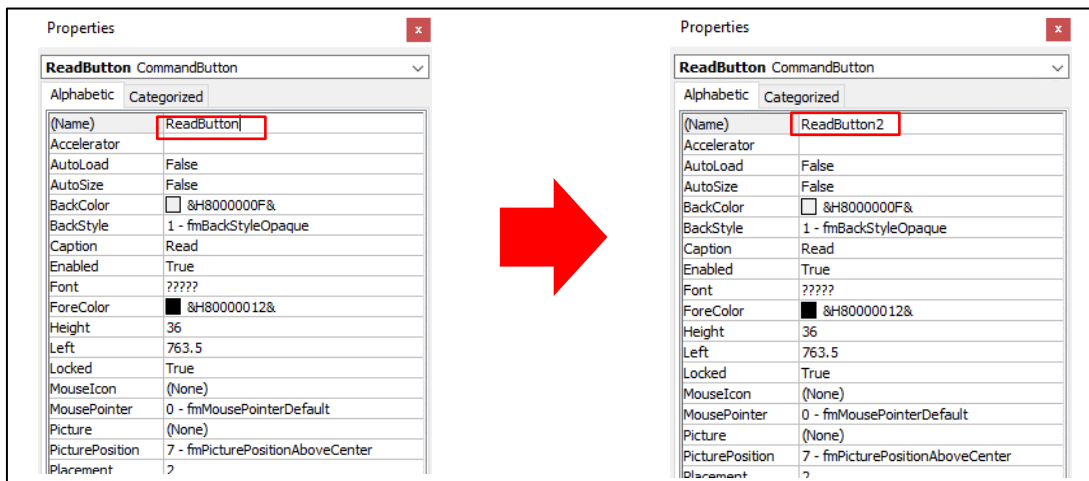 Properties
x
ReadButton CommandButton
Alphabetic Categorized
(Name) ReadButton
Accelerator
AutoLoad False
AutoSize False
BackColor &H8000000F&
BackStyle 1 - fmBackStyleOpaque
Caption Read
Enabled True
Font ?????
ForeColor &H80000012&
Height 36
Left 763.5
Locked True
MouseIcon (None)
MousePointer 0 - fmMousePointerDefault
Picture (None)
PicturePosition 7 - fmPicturePositionAboveCenter
Placement 2
Properties
x
ReadButton CommandButton
Alphabetic Categorized
(Name) ReadButton2
Accelerator
AutoLoad False
AutoSize False
BackColor &H8000000F&
BackStyle 1 - fmBackStyleOpaque
Caption Read
Enabled True
Font ?????
ForeColor &H80000012&
Height 36
Left 763.5
Locked True
MouseIcon (None)
MousePointer 0 - fmMousePointerDefault
Picture (None)
PicturePosition 7 - fmPicturePositionAboveCenter
Placement 2